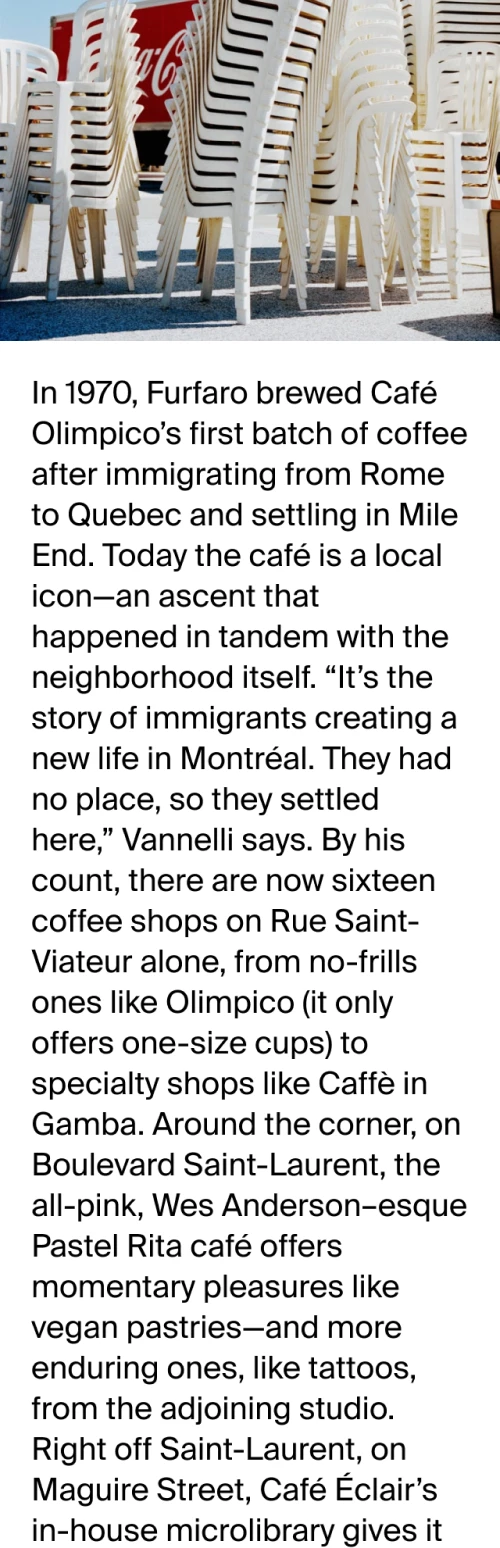 Coca-Cola
In 1970, Furfaro brewed Café
Olimpico’s first batch of coffee
after immigrating from Rome
to Quebec and settling in Mile
End. Today the café is a local
icon—an ascent that
happened in tandem with the
neighborhood itself. “It’s the
story of immigrants creating a
new life in Montréal. They had
no place, so they settled
here,” Vannelli says. By his
count, there are now sixteen
coffee shops on Rue Saint-
Viateur alone, from no-frills
ones like Olimpico (it only
offers one-size cups) to
specialty shops like Caffè in
Gamba. Around the corner, on
Boulevard Saint-Laurent, the
all-pink, Wes Anderson–esque
Pastel Rita café offers
momentary pleasures like
vegan pastries—and more
enduring ones, like tattoos,
from the adjoining studio.
Right off Saint-Laurent, on
Maguire Street, Café Éclair’s
in-house microlibrary gives it